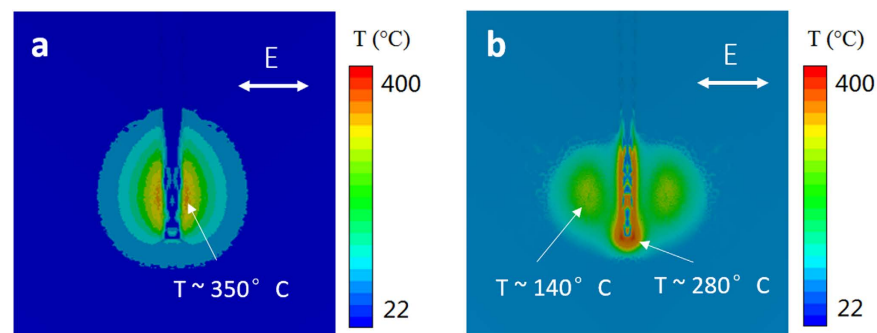 a
E
T (°C)
400
22
T ~ 350° C
b
E
T (°C)
400
22
T ~ 140° C
T ~ 280° C